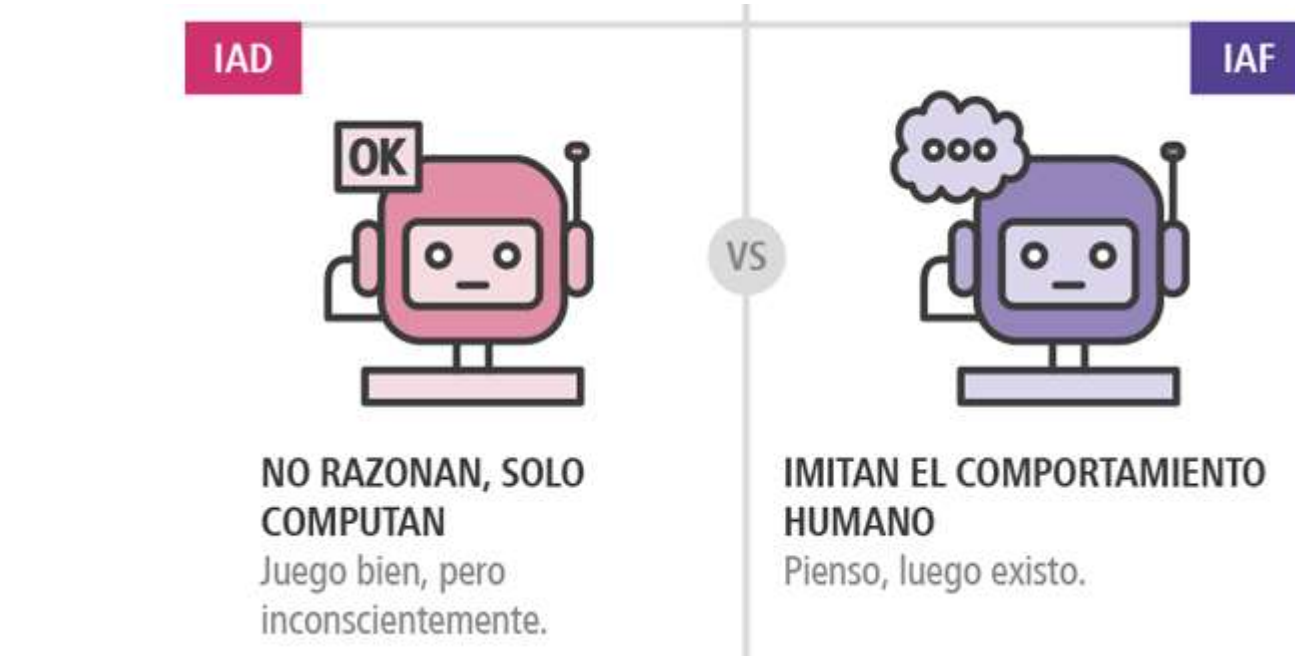 IAD
OK
NO RAZONAN, SOLO
COMPUTAN
Juego bien, pero
inconscientemente.
VS
IAF
IMITAN EL COMPORTAMIENTO
HUMANO
Pienso, luego existo.